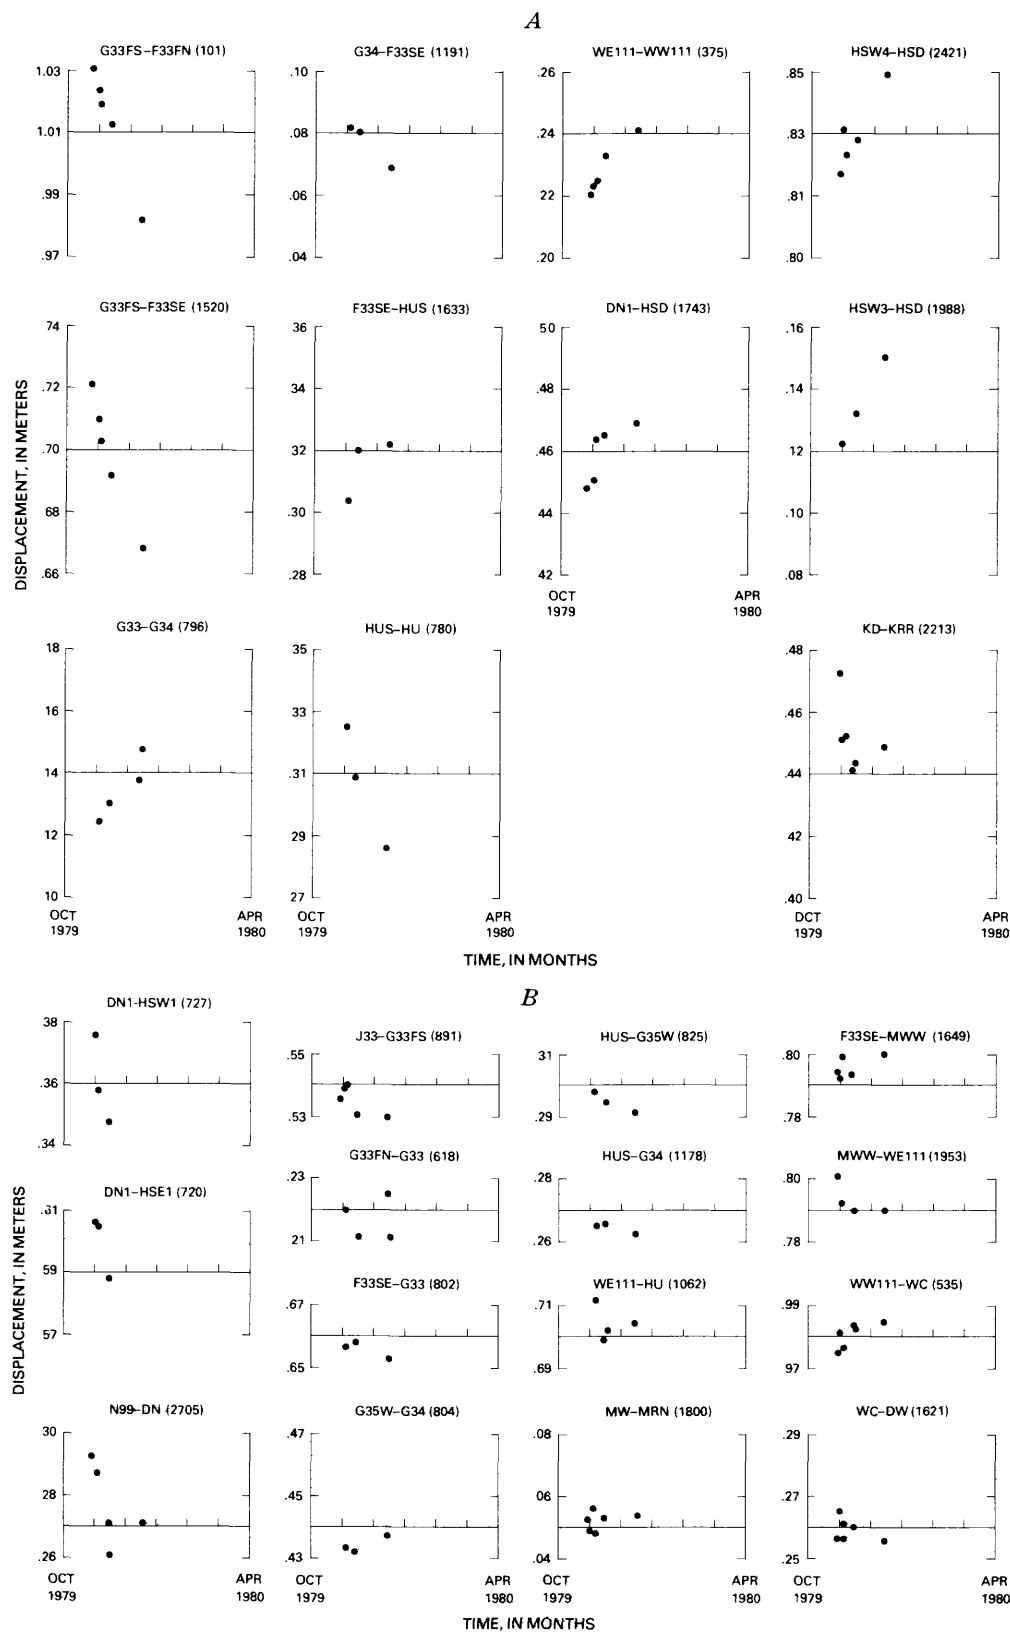 A
G33FS–F33FN (101)
1.03
1.01
.99
.97
G34–F33SE (1191)
.10
.08
.06
.04
WE111–WW111 (375)
.26
.24
.22
.20
HSW4–HSD (2421)
.85
.83
.81
.80
DISPLACEMENT, IN METERS
G33FS–F33SE (1520)
74
.72
.70
68
.66
F33SE–HUS (1633)
36
34
32
.30
.28
DN1–HSD (1743)
50
.48
.46
.44
42
OCT
1979
APR
1980
HSW3–HSD (1988)
.16
.14
12
.10
.08
G33–G34 (796)
18
16
14
12
10
OCT
1979
APR
1980
HUS–HU (780)
35
33
.31
29
27
OCT
1979
APR
1980
KD–KRR (2213)
.48
.46
.44
42
.40
DCT
1979
APR
1980
TIME, IN MONTHS
B
DISPLACEMENT, IN METERS
DN1-HSW1 (727)
38
.36
.34
J33–G33FS (891)
.55
.53
HUS–G35W (825)
.31
.29
F33SE–MWW (1649)
.80
.78
DN1–HSE1 (720)
.31
59
57
G33FN–G33 (618)
.23
21
HUS–G34 (1178)
.28
.26
MWW–WE111 (1953)
.80
.78
F33SE–G33 (802)
.67
.65
WE111–HU (1062)
.71
.69
WW111–WC (535)
.99
97
N99–DN (2705)
30
28
.26
OCT
1979
APR
1980
G35W–G34 (804)
.47
.45
.43
OCT
1979
APR
1980
MW–MRN (1800)
.08
06
.04
OCT
1979
APR
1980
WC–DW (1621)
.29
.27
.25
OCT
1979
APR
1980
TIME, IN MONTHS